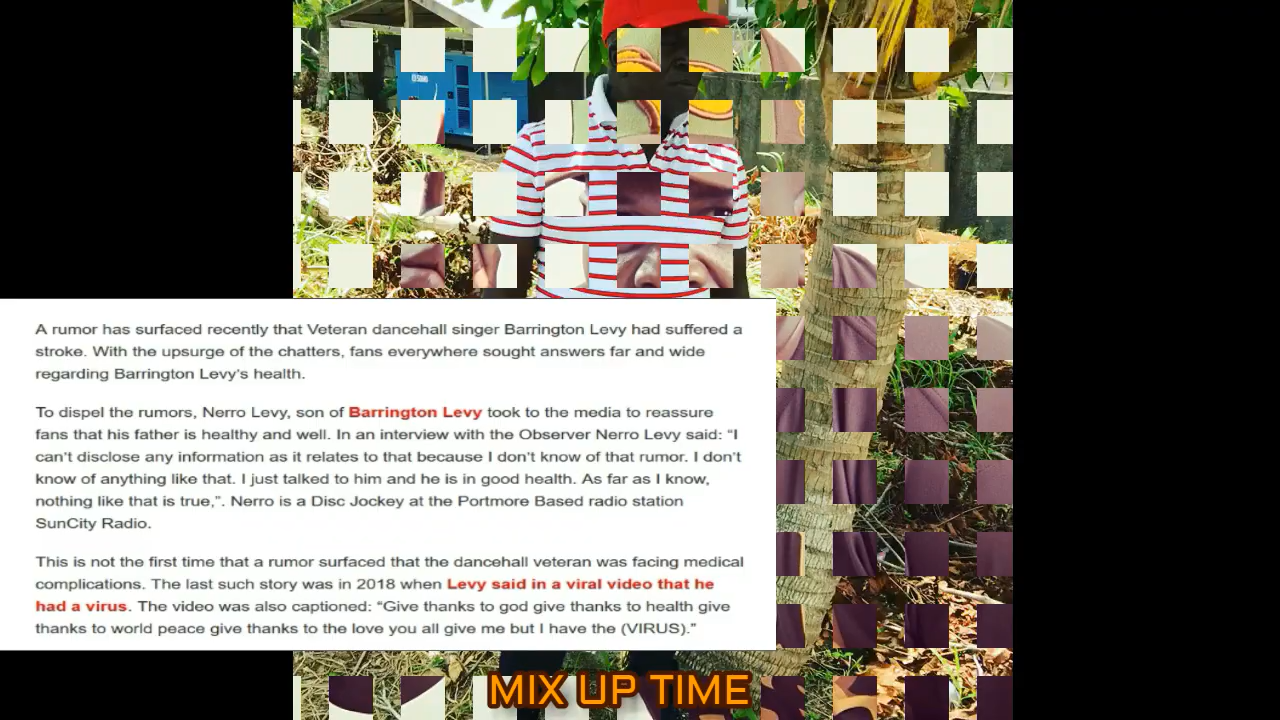 A rumor has surfaced recently that Veteran dancehall singer Barrington Levy had suffered a
stroke. With the upsurge of the chatters, fans everywhere sought answers far and wide
regarding Barrington Levy's health.
To dispel the rumors, Nerro Levy, son of Barrington Levy took to the media to reassure
fans that his father is healthy and well. In an interview with the Observer Nerro Levy said: “I
can't disclose any information as it relates to that because I don't know of that rumor. I don't
know of anything like that. I just talked to him and he is in good health. As far as I know,
nothing like that is true,”. Nerro is a Disc Jockey at the Portmore Based radio station
SunCity Radio.
This is not the first time that a rumor surfaced that the dancehall veteran was facing medical
complications. The last such story was in 2018 when Levy said in a viral video that he
had a virus. The video was also captioned: “Give thanks to god give thanks to health give
thanks to world peace give thanks to the love you all give me but I have the (VIRUS).”
MIX UP TIME